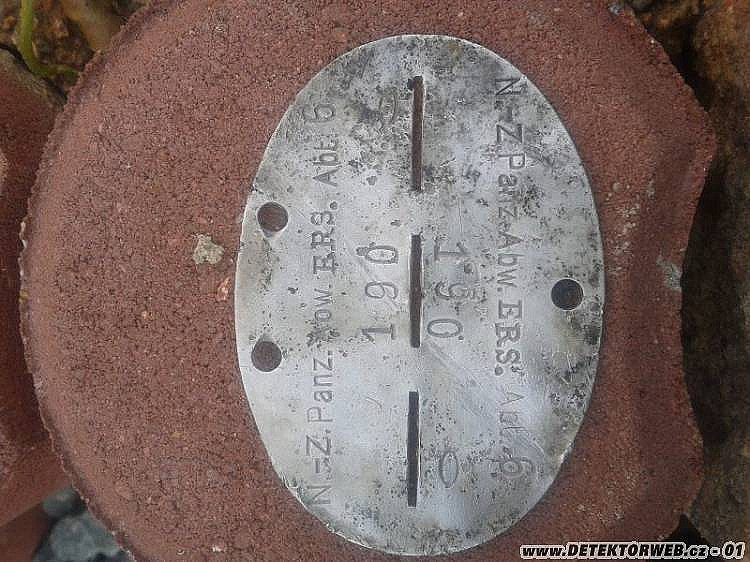 N.-Z.Panz.Abw.ERS. Abt. 6
190
O
N.-Z.Panz.Abw.ERS. Abt. 6
190
O
www.DETEKTORWEB.cz - 01